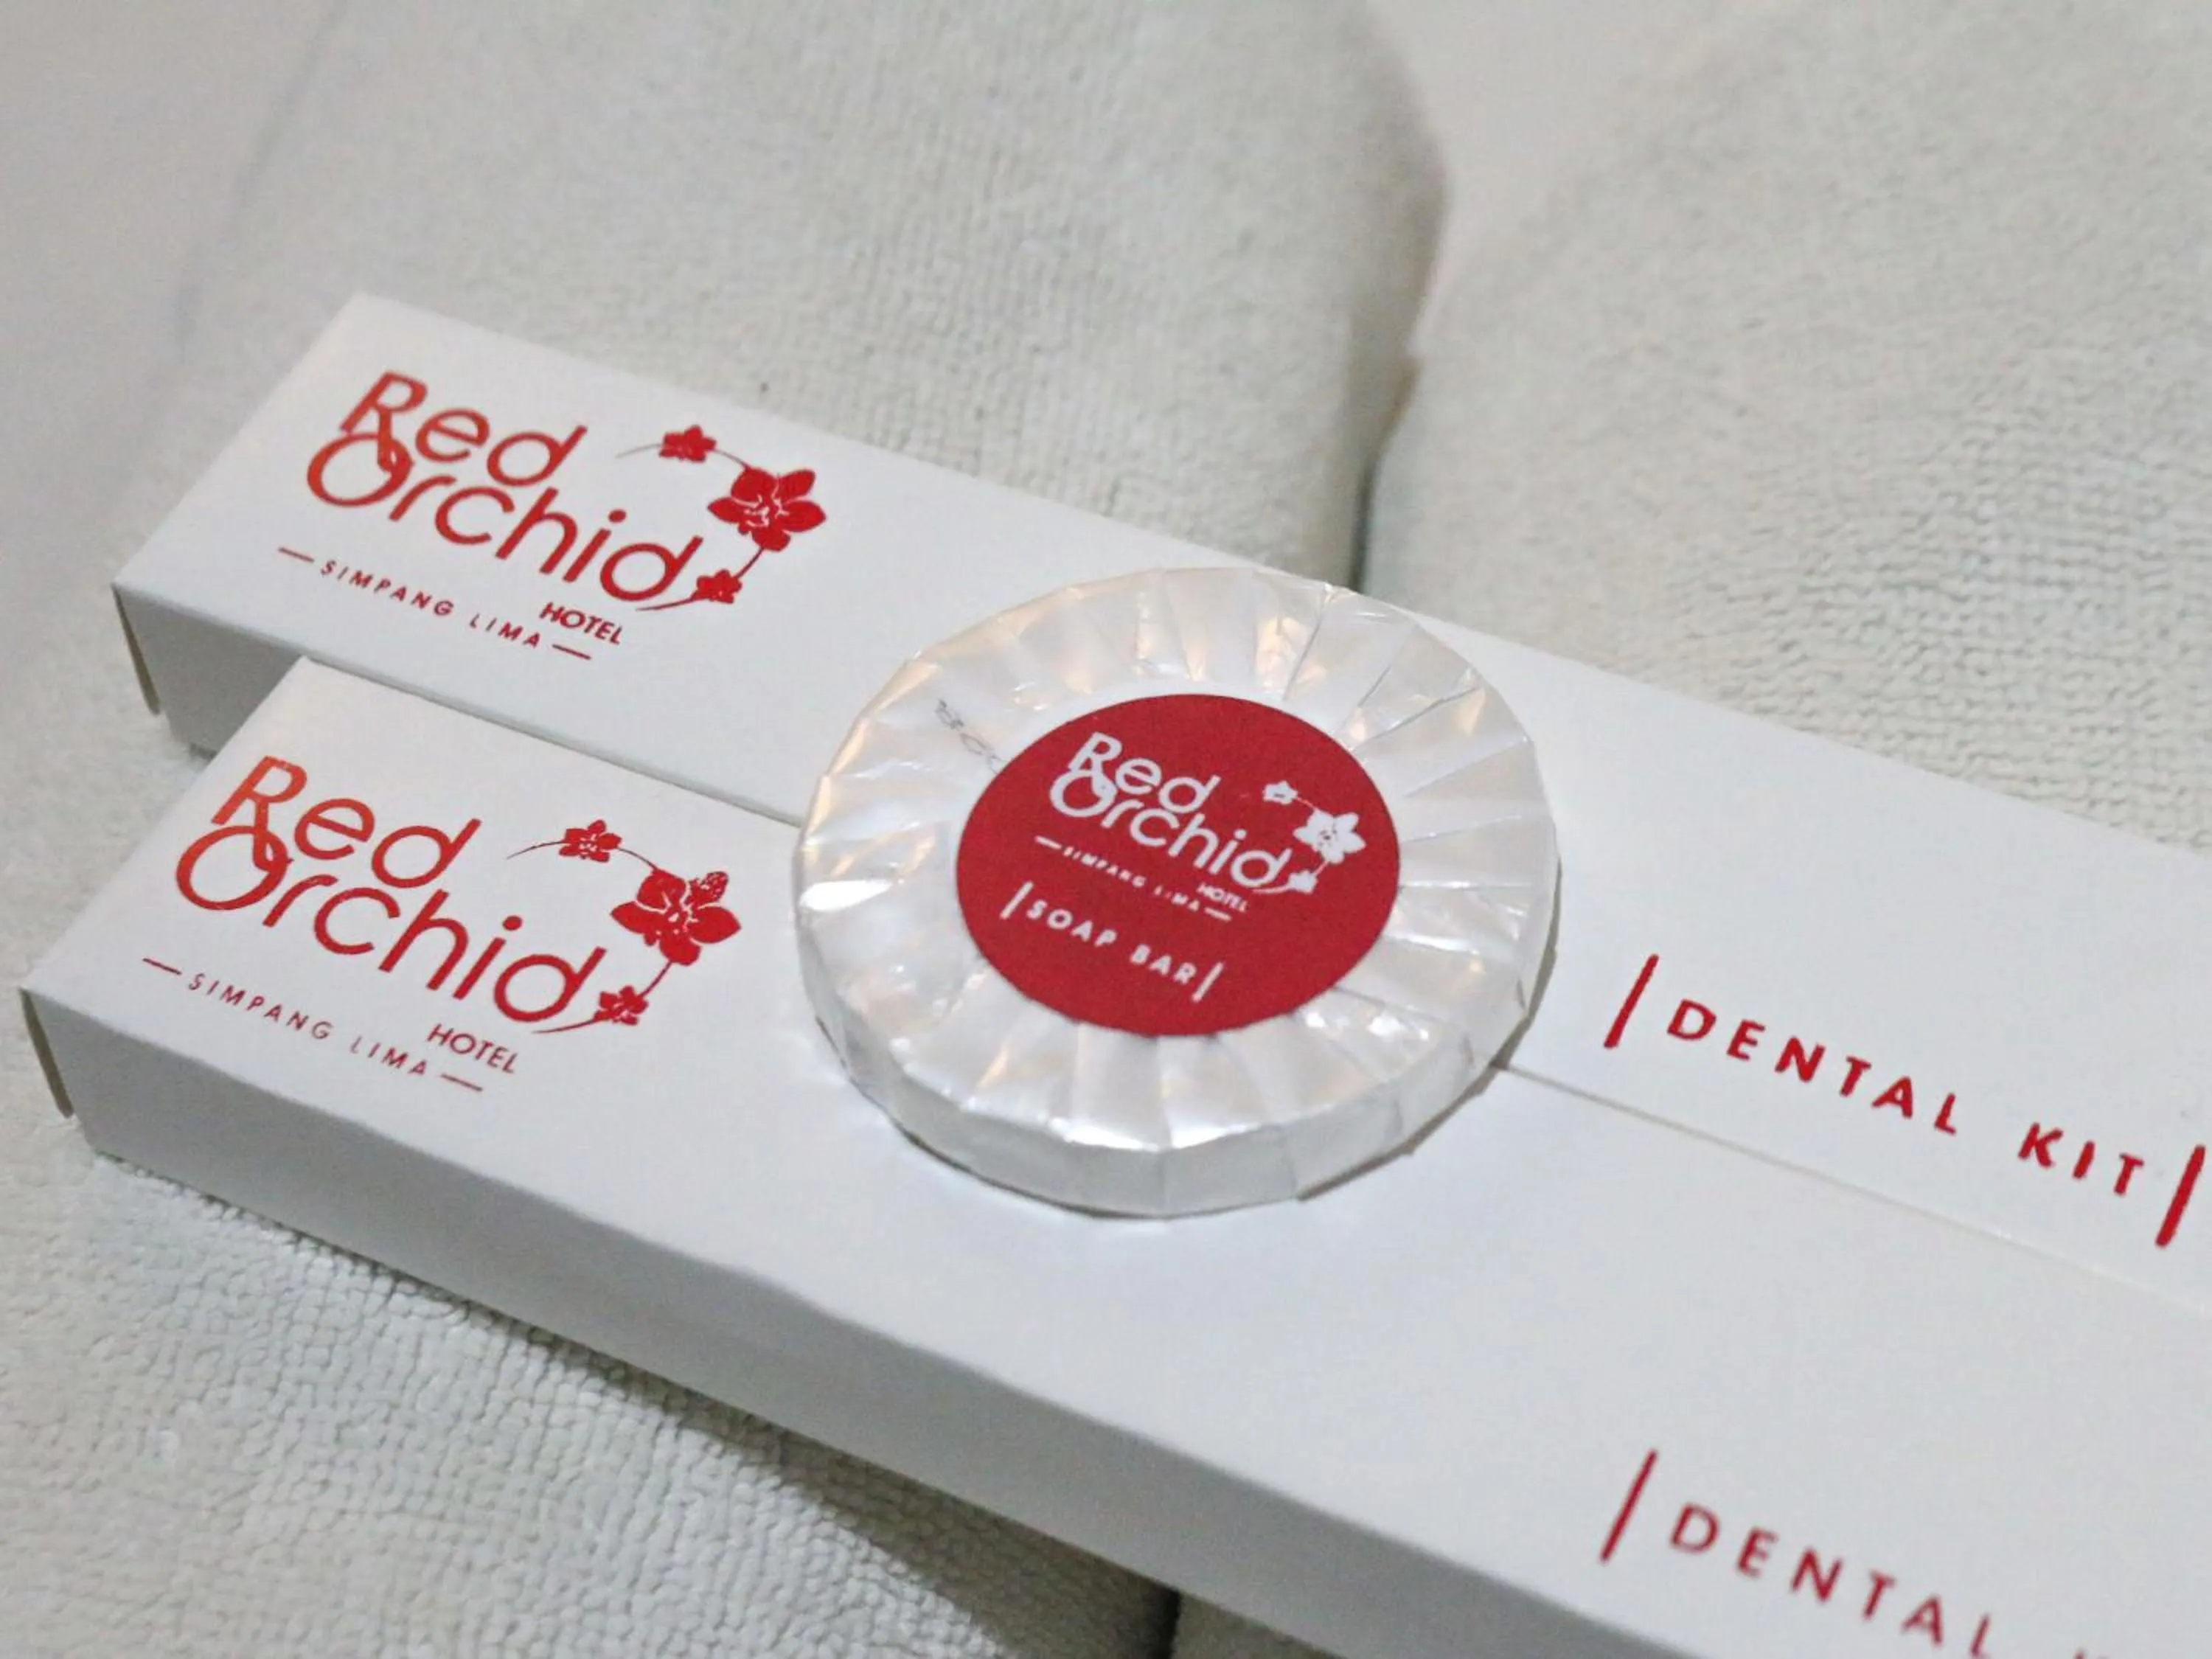 Red
Orchid
HOTEL
SIMPANG LIMA
Red
Orchid
HOTEL
SIMPANG LIMA
Red
Orchid
HOTEL
SIMPANG LIMA
|SOAP BAR|
|DENTAL KIT|
|DENTAL